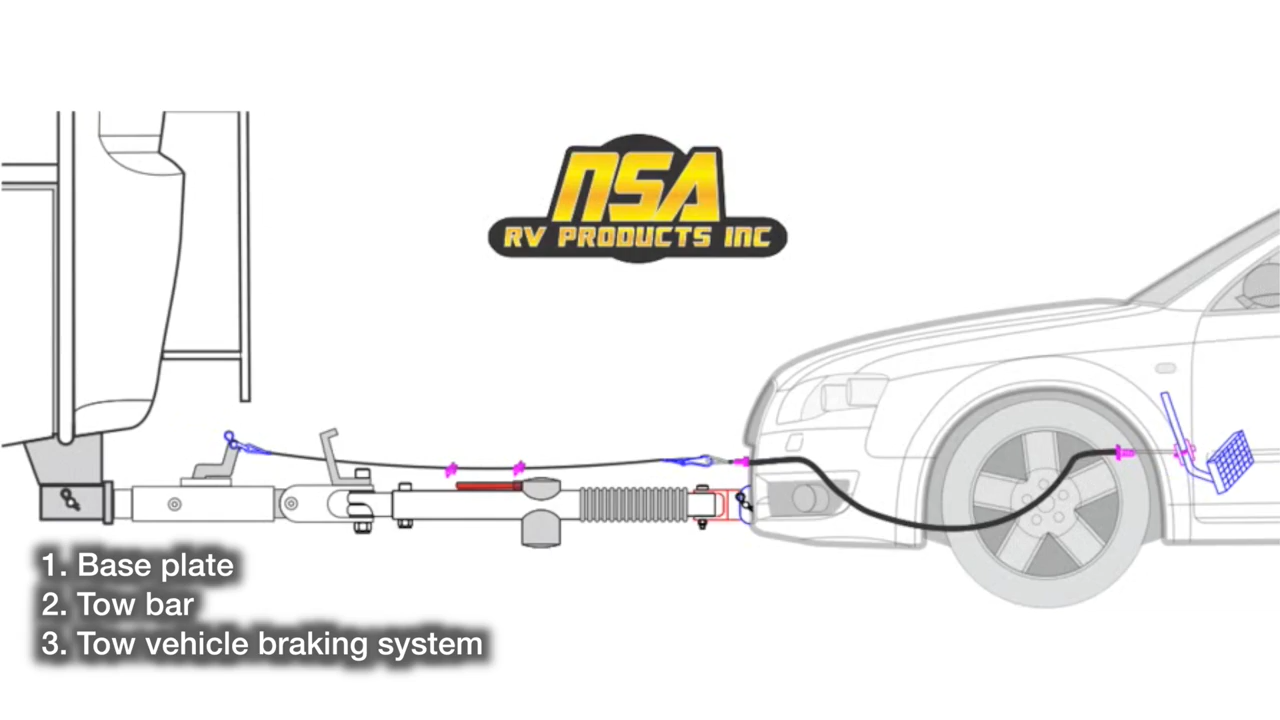 NSA
RV PRODUCTS INC
1. Base plate
2. Tow bar
3. Tow vehicle braking system